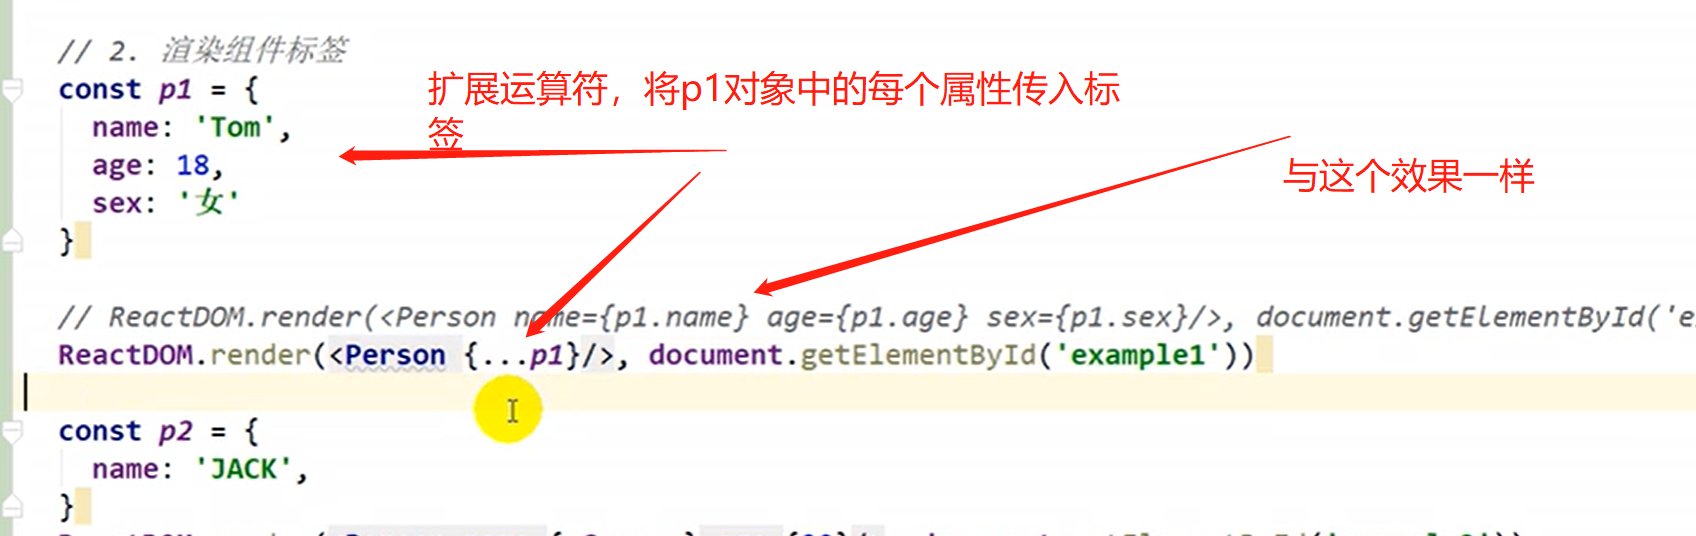 // 2. 渲染组件标签
const p1 = {
扩展运算符，将p1对象中的每个属性传入标
签
name: 'Tom',
age: 18,
与这个效果一样
sex: '女'
}
// ReactDOM.render(<Person name={p1.name} age={p1.age} sex={p1.sex}/>, document.getElementById('e
ReactDOM.render(<Person {...p1}/>, document.getElementById('example1'))
const p2 = {
name: 'JACK',
}